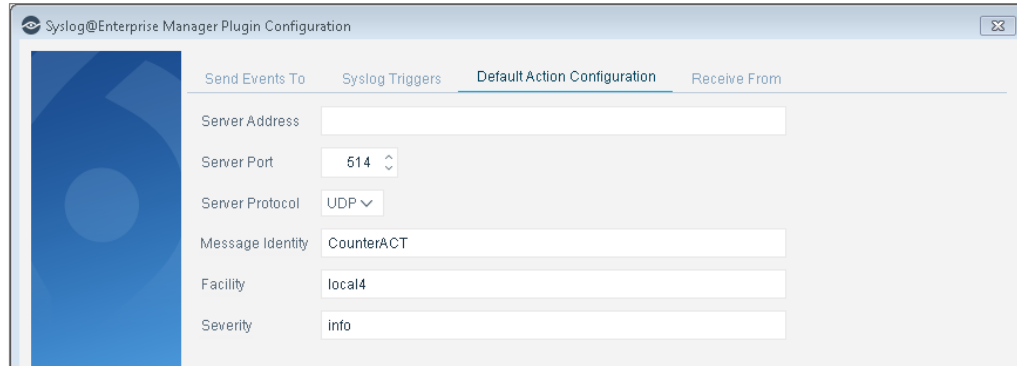 Syslog@Enterprise Manager Plugin Configuration
Send Events To Syslog Triggers Default Action Configuration Receive From
Server Address
Server Port 514
Server Protocol UDP
Message Identity CounterACT
Facility local4
Severity info